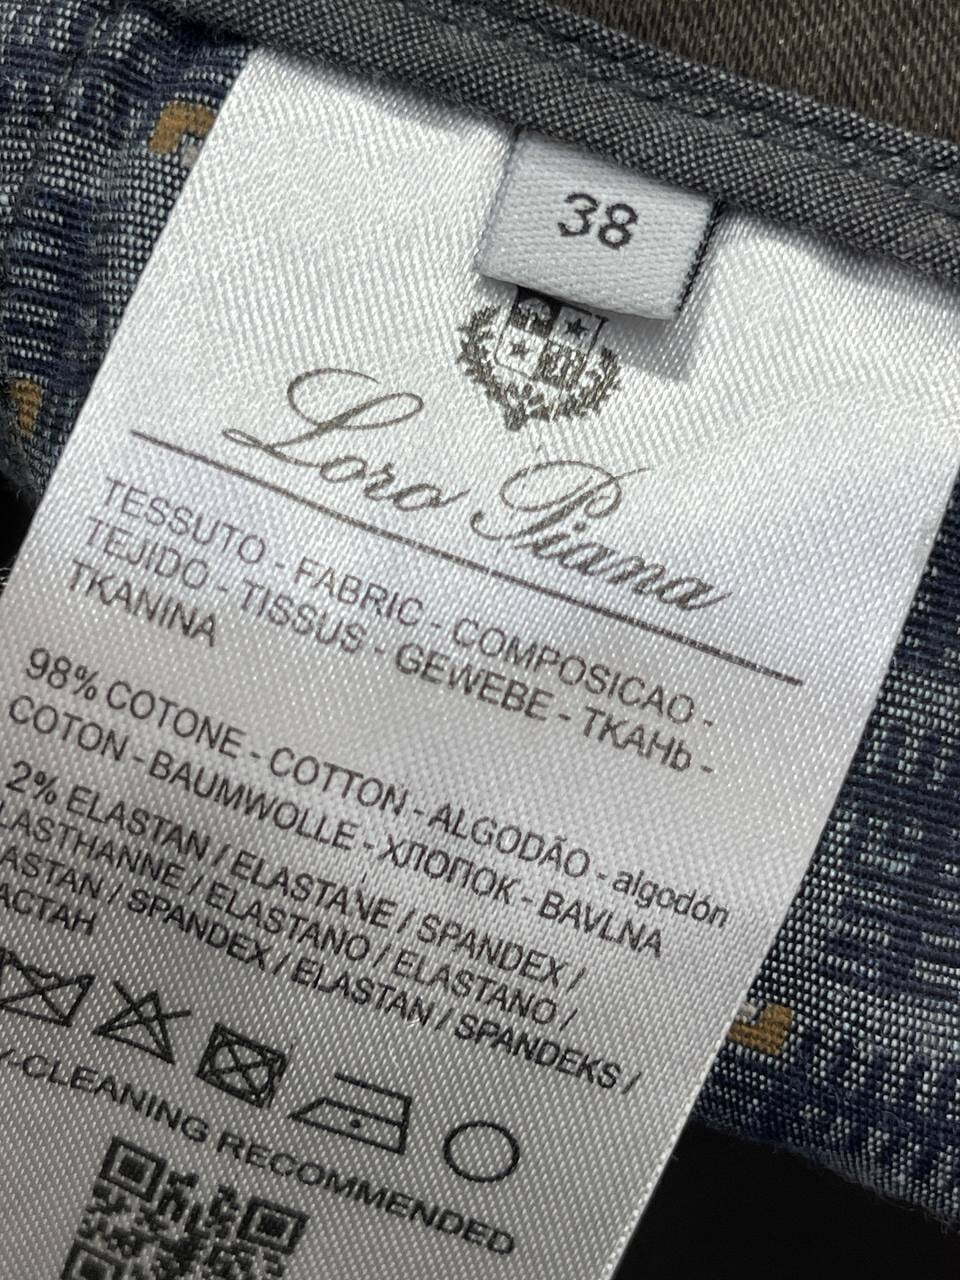 38
Loro Piana
TESSUTO - FABRIC - COMPOSICAO -
TEJIDO - TISSUS - GEWEBE - ТКАНЬ -
TKANINA
98% COTONE - COTTON - ALGODÃO - algodón
COTON - BAUMWOLLE - ХЛОПОК - BAVLNA
2% ELASTAN / ELASTANE / SPANDEX /
LASTHANNE / ELASTANO / ELASTANO /
ASTAN / SPANDEX / ELASTAN / SPANDEKS /
АСТАН
Y-CLEANING RECOMMENDED